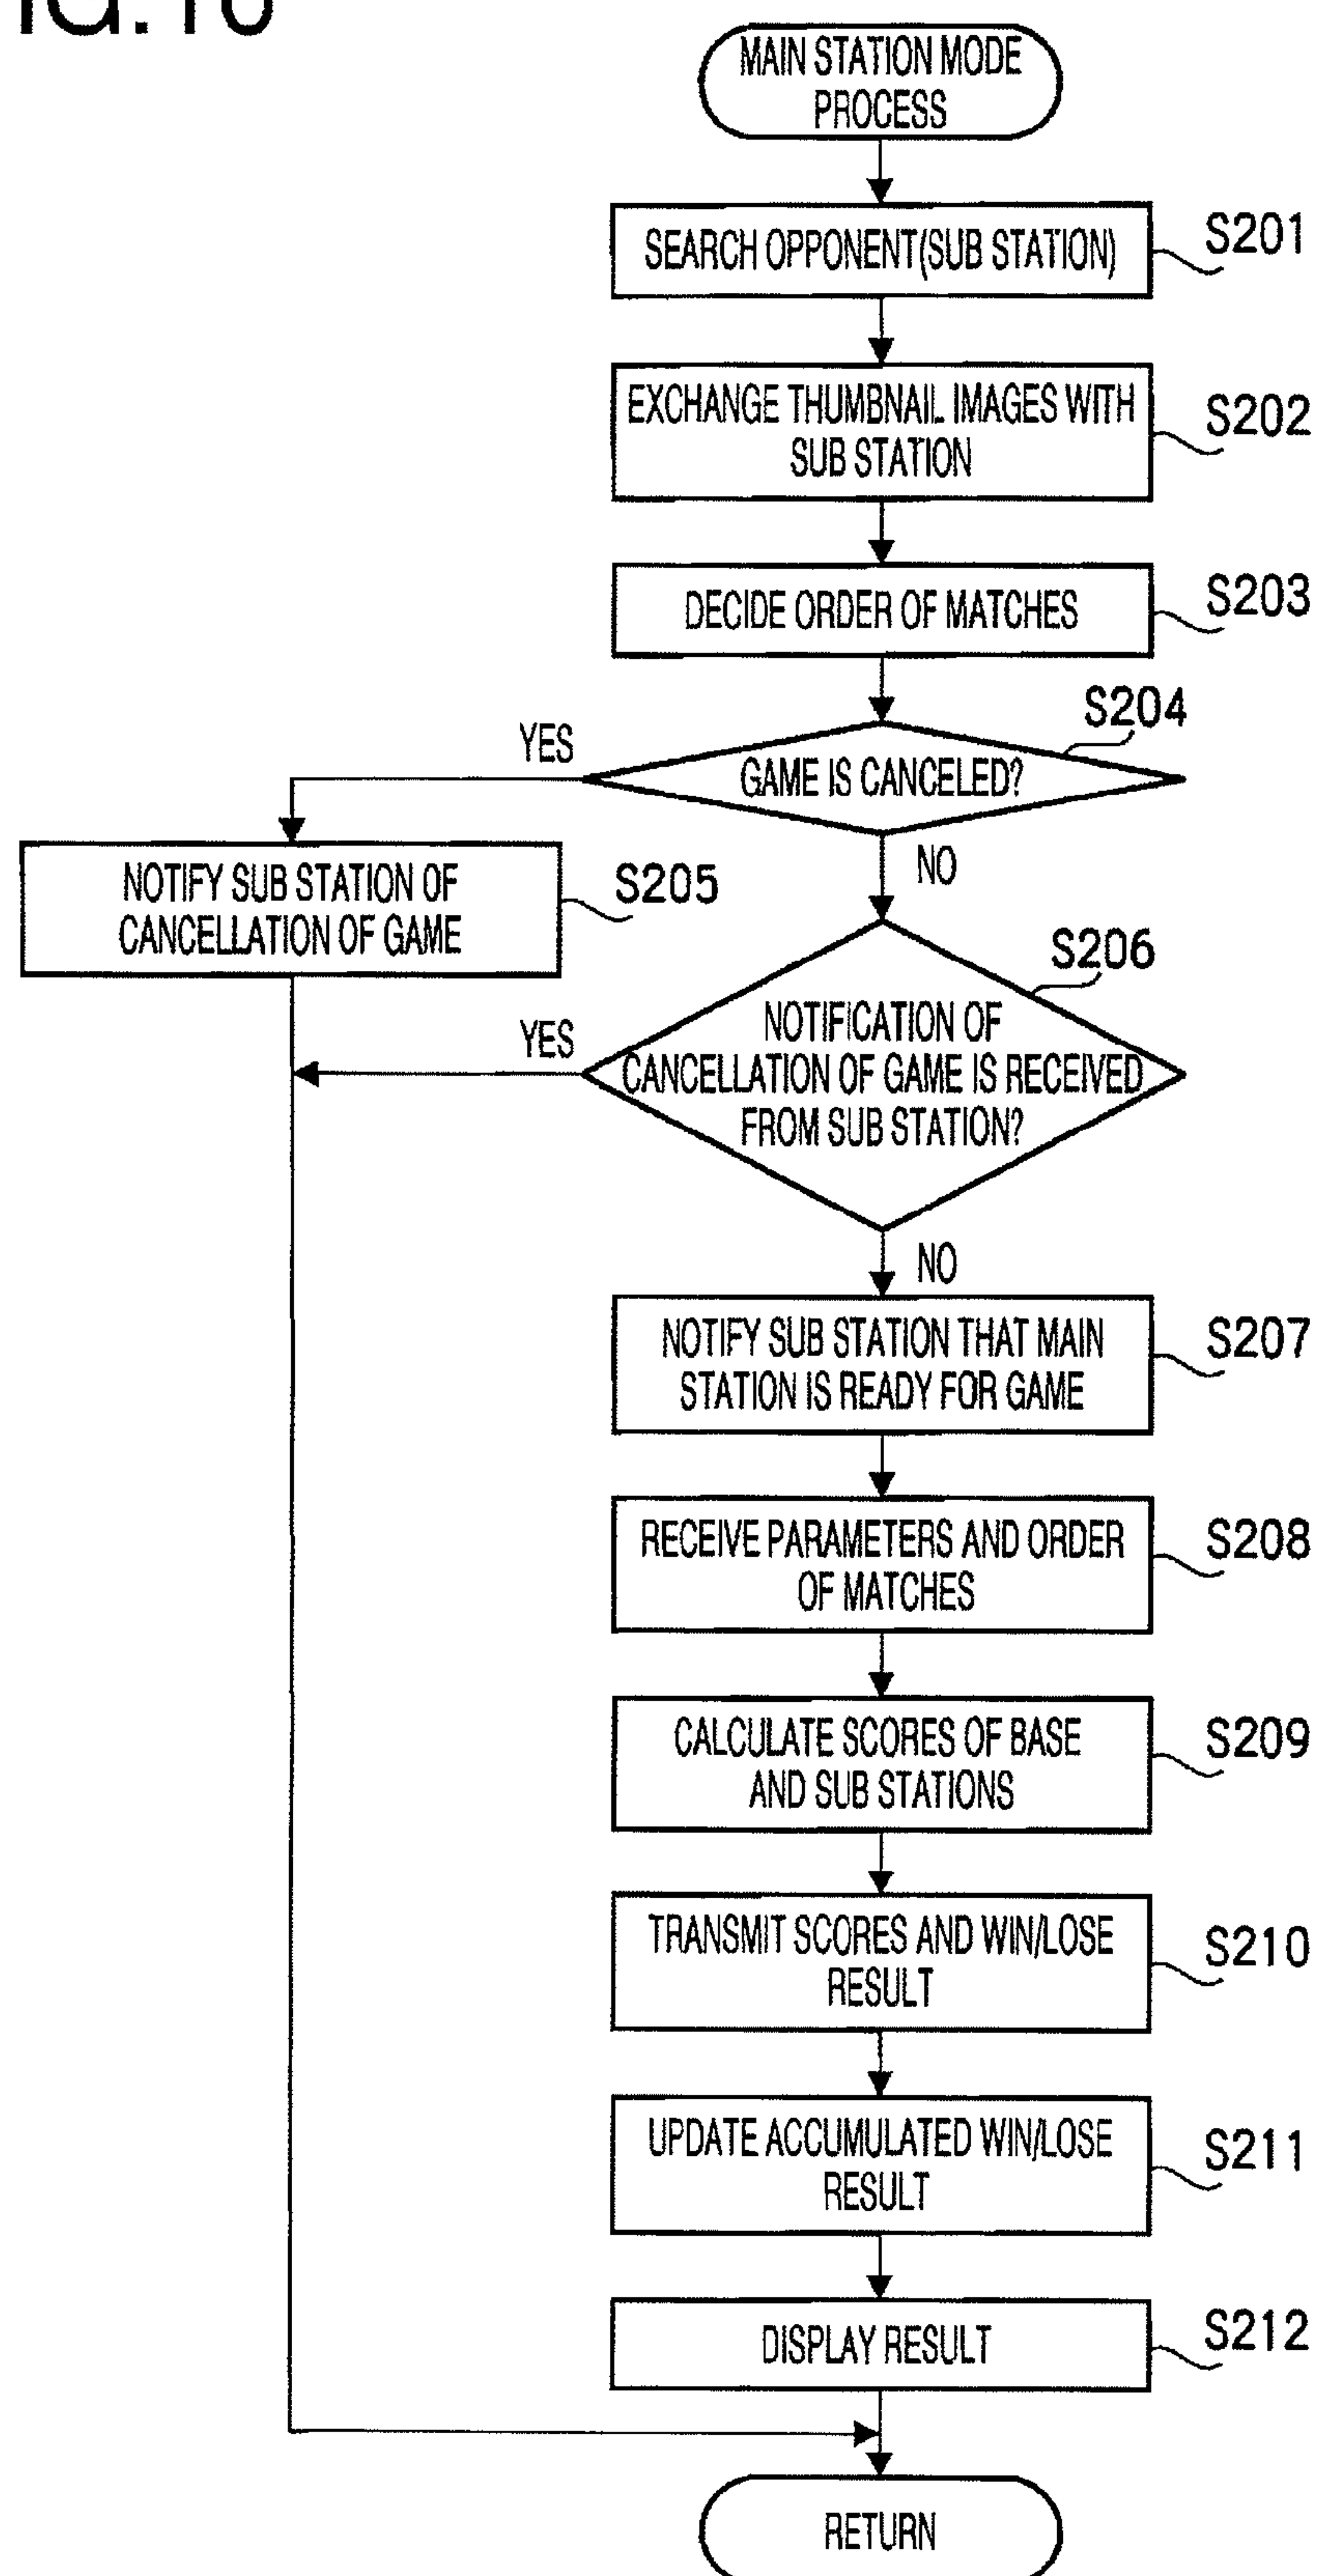 MAIN STATION MODE
PROCESS
SEARCH OPPONENT(SUB STATION)
S201
EXCHANGE THUMBNAIL IMAGES WITH
SUB STATION
S202
DECIDE ORDER OF MATCHES
S203
GAME IS CANCELED?
S204
YES
NO
NOTIFY SUB STATION OF
CANCELLATION OF GAME
S205
NOTIFICATION OF
CANCELLATION OF GAME IS RECEIVED
FROM SUB STATION?
S206
YES
NO
NOTIFY SUB STATION THAT MAIN
STATION IS READY FOR GAME
S207
RECEIVE PARAMETERS AND ORDER
OF MATCHES
S208
CALCULATE SCORES OF BASE
AND SUB STATIONS
S209
TRANSMIT SCORES AND WIN/LOSE
RESULT
S210
UPDATE ACCUMULATED WIN/LOSE
RESULT
S211
DISPLAY RESULT
S212
RETURN